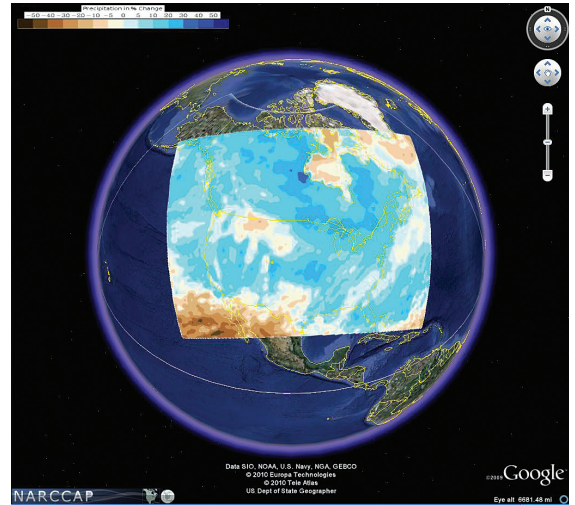 Precipitation in % Change
-50 -40 -30 -20 -10 -5 0 5 10 20 30 40 50
N
Data SIO, NOAA, U.S. Navy, NGA, GEBCO
© 2010 Europa Technologies
© 2010 Tele Atlas
US Dept of State Geographer
©2009 Google
NARCCAP
Eye alt 6681.48 mi